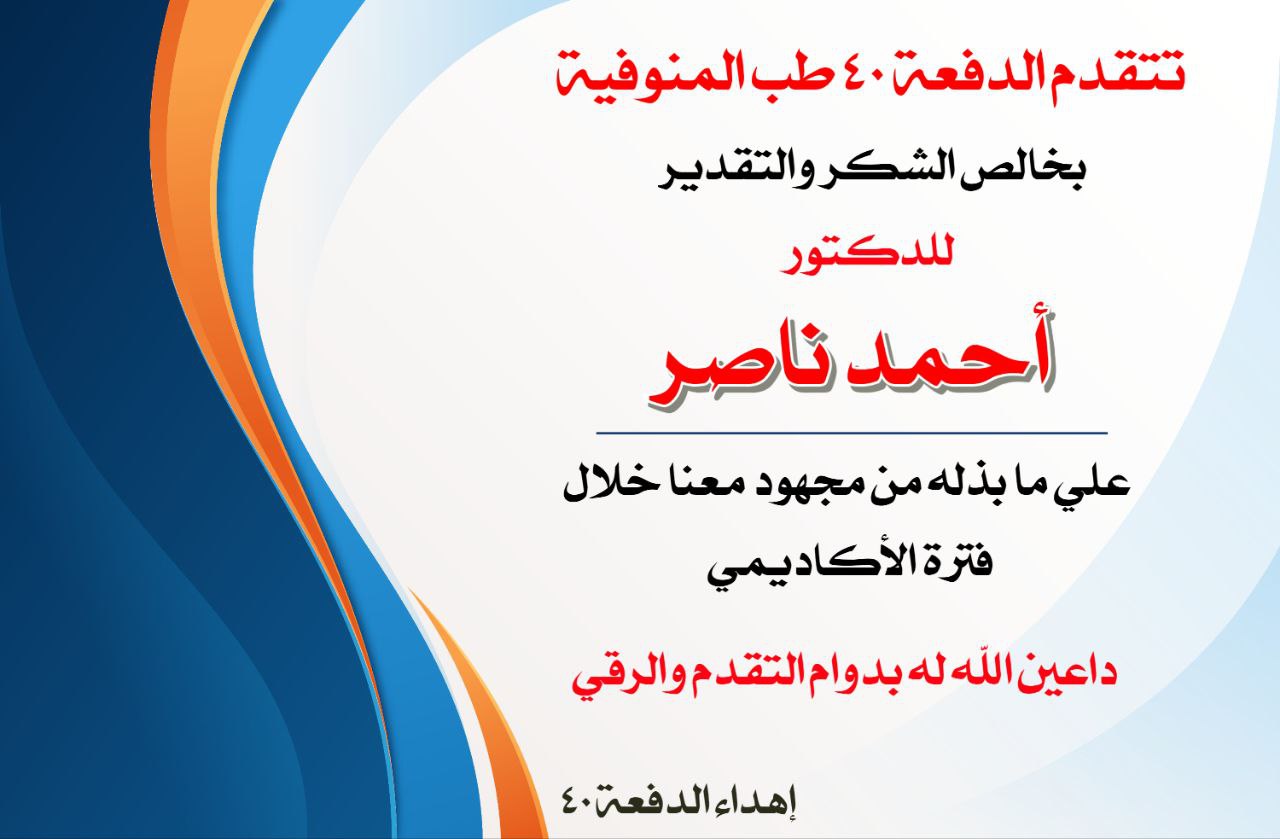 تتقدم الدفعة ٤٠ طب المنوفية
بخالص الشكر والتقدير
للدكتور
أحمد ناصر
علي ما بذله من مجهود معنا خلال
فترة الأكاديمي
داعين الله له بدوام التقدم والرقي
إهداء الدفعة ٤٠